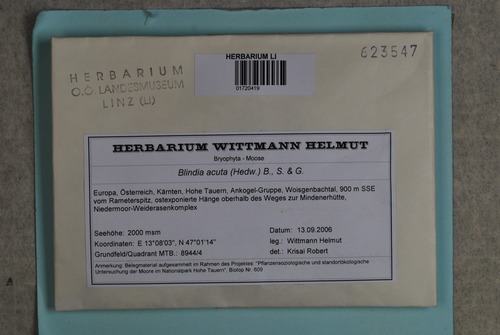 HERBARIUM
O.Ö. LANDESMUSEUM
LINZ (LI)
HERBARIUM LI
01720419
623547
HERBARIUM WITTMANN HELMUT
Bryophyta - Moose
Blindia acuta (Hedw.) B., S. & G.
Europa, Österreich, Kärnten, Hohe Tauern, Ankogel-Gruppe, Woisgenbachtal, 900 m SSE
vom Rameterspitz, ostexponierte Hänge oberhalb des Weges zur Mindenerhütte,
Niedermoor-Weiderasenkomplex
Seehöhe: 2000 msm
Datum: 13.09.2006
Koordinaten: E 13°08'03", N 47°01'14"
leg.: Wittmann Helmut
Grundfeld/Quadrant MTB.: 8944/4
det.: Krisai Robert
Anmerkung: Belegmaterial aufgesammelt im Rahmen des Projektes: "Pflanzensoziologische und standortökologische
Untersuchung der Moore im Nationalpark Hohe Tauern". Biotop Nr. 609